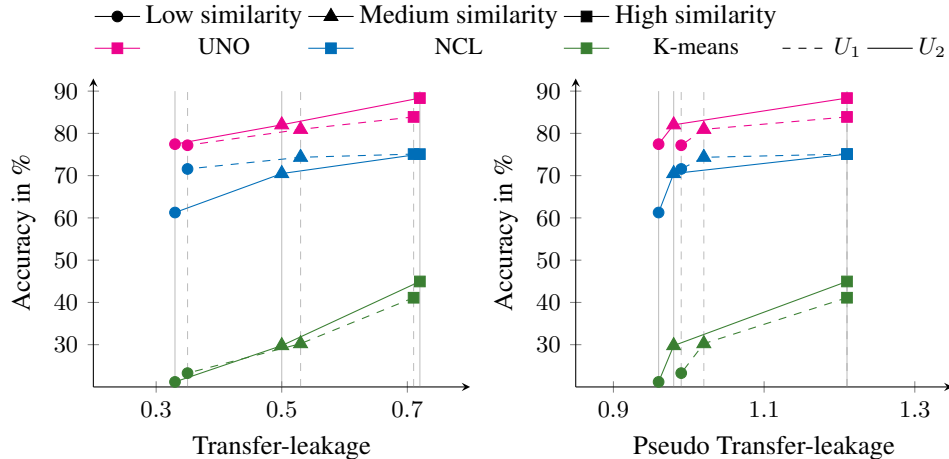 Low similarity Medium similarity High similarity
UNO NCL K-means U₁ U₂
90
80
70
60
50
40
30
Accuracy in %
0.3 0.5 0.7
Transfer-leakage
90
80
70
60
50
40
30
Accuracy in %
0.9 1.1 1.3
Pseudo Transfer-leakage